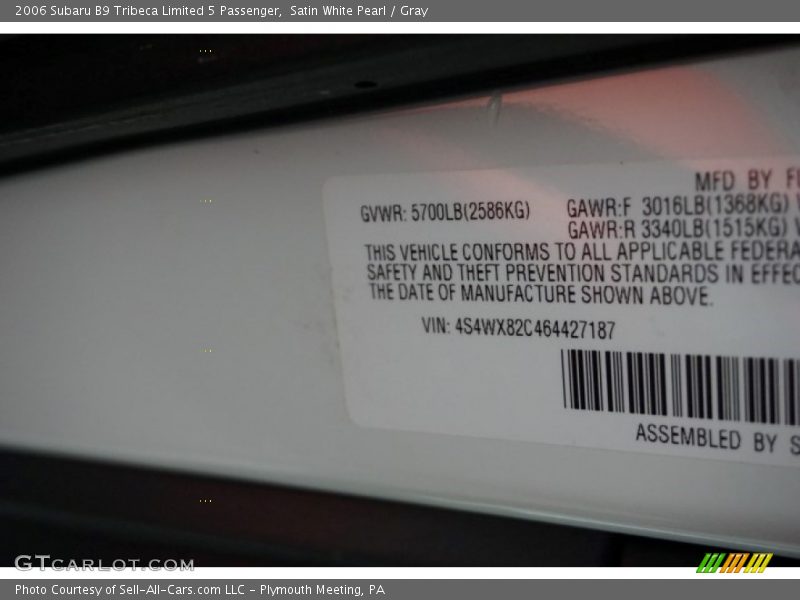 2006 Subaru B9 Tribeca Limited 5 Passenger,  Satin White Pearl / Gray
MFD BY
GVWR: 5700LB(2586KG) GAWR:F 3016LB(1368KG)
GAWR:R 3340LB(1515KG)
THIS VEHICLE CONFORMS TO ALL APPLICABLE FEDERA
SAFETY AND THEFT PREVENTION STANDARDS IN EFFEC
THE DATE OF MANUFACTURE SHOWN ABOVE.
VIN: 4S4WX82C464427187
ASSEMBLED BY S
GTCARLOT.COM
Photo Courtesy of Sell-All-Cars.com LLC - Plymouth Meeting, PA